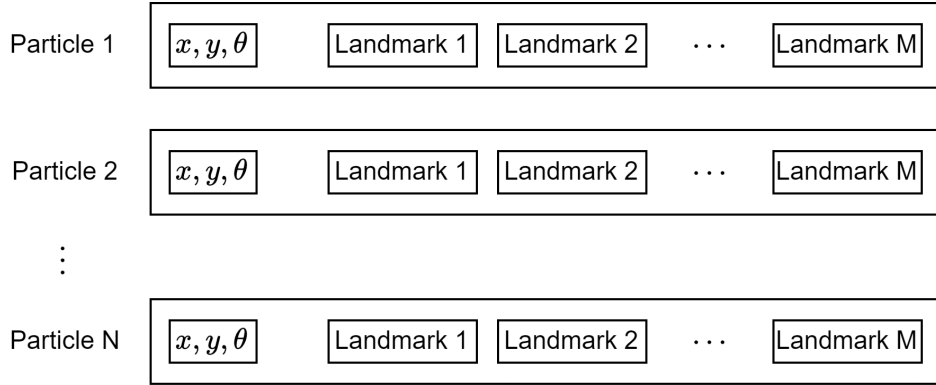 Particle 1 x, y, θ Landmark 1 Landmark 2 ⋯ Landmark M
Particle 2 x, y, θ Landmark 1 Landmark 2 ⋯ Landmark M
⋮
Particle N x, y, θ Landmark 1 Landmark 2 ⋯ Landmark M